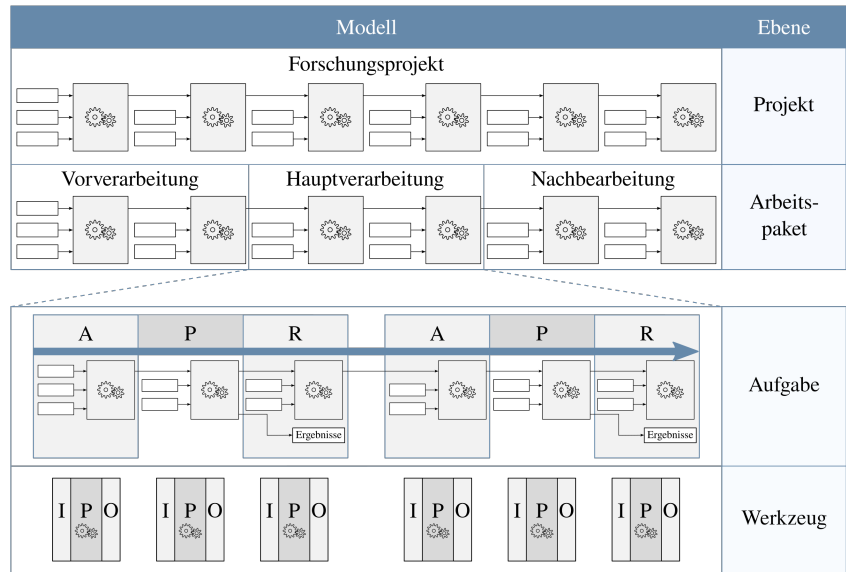 Modell Ebene
Forschungsprojekt
Projekt
Vorverarbeitung Hauptverarbeitung Nachbearbeitung
Arbeits-
paket
A P R A P R
Aufgabe
Ergebnisse Ergebnisse
I P O I P O I P O I P O I P O I P O
Werkzeug